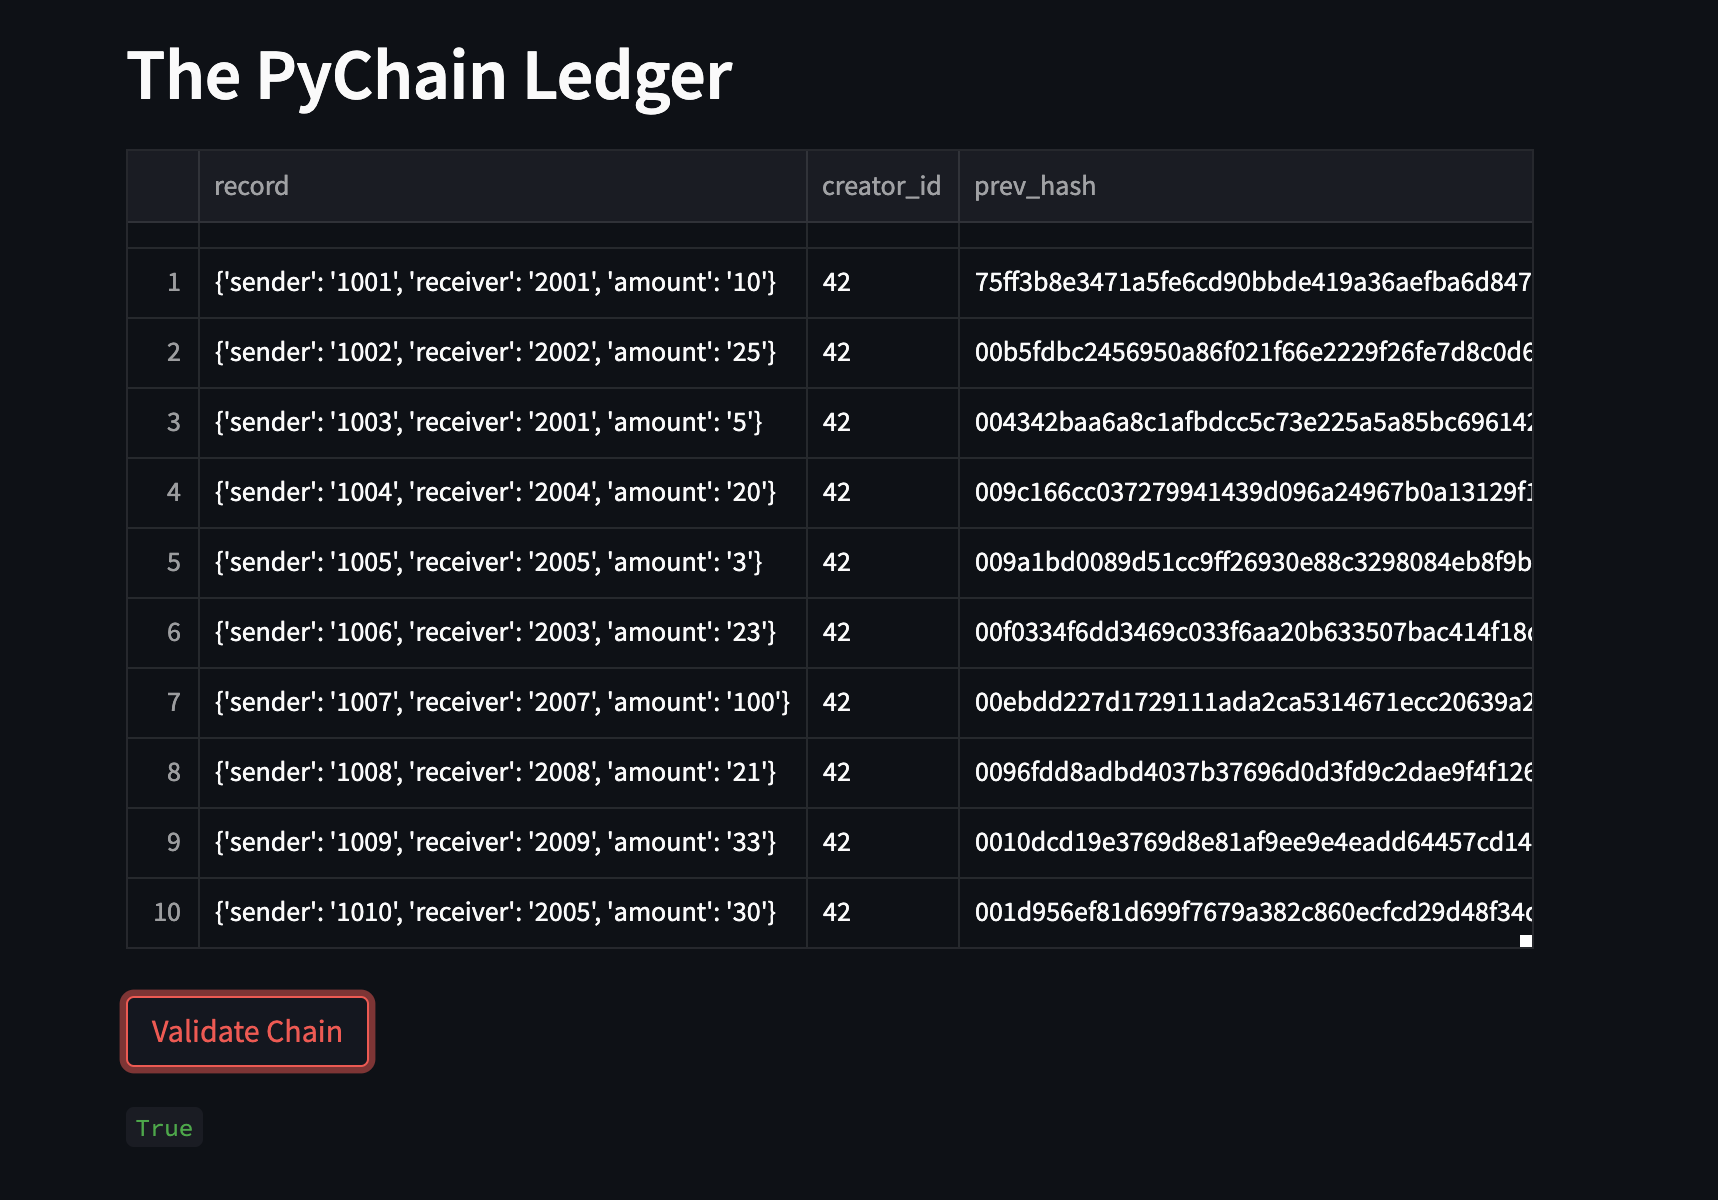 The PyChain Ledger
record creator_id prev_hash
1 {'sender': '1001', 'receiver': '2001', 'amount': '10'} 42 75ff3b8e3471a5fe6cd90bbde419a36aefba6d847
2 {'sender': '1002', 'receiver': '2002', 'amount': '25'} 42 00b5fdbc2456950a86f021f66e2229f26fe7d8c0d6
3 {'sender': '1003', 'receiver': '2001', 'amount': '5'} 42 004342baa6a8c1afbdcc5c73e225a5a85bc696142
4 {'sender': '1004', 'receiver': '2004', 'amount': '20'} 42 009c166cc037279941439d096a24967b0a13129f1
5 {'sender': '1005', 'receiver': '2005', 'amount': '3'} 42 009a1bd0089d51cc9ff26930e88c3298084eb8f9b
6 {'sender': '1006', 'receiver': '2003', 'amount': '23'} 42 00f0334f6dd3469c033f6aa20b633507bac414f18c
7 {'sender': '1007', 'receiver': '2007', 'amount': '100'} 42 00ebdd227d1729111ada2ca5314671ecc20639a2
8 {'sender': '1008', 'receiver': '2008', 'amount': '21'} 42 0096fdd8adbd4037b37696d0d3fd9c2dae9f4f126
9 {'sender': '1009', 'receiver': '2009', 'amount': '33'} 42 0010dcd19e3769d8e81af9ee9e4eadd64457cd14
10 {'sender': '1010', 'receiver': '2005', 'amount': '30'} 42 001d956ef81d699f7679a382c860ecfcd29d48f34c
Validate Chain
True